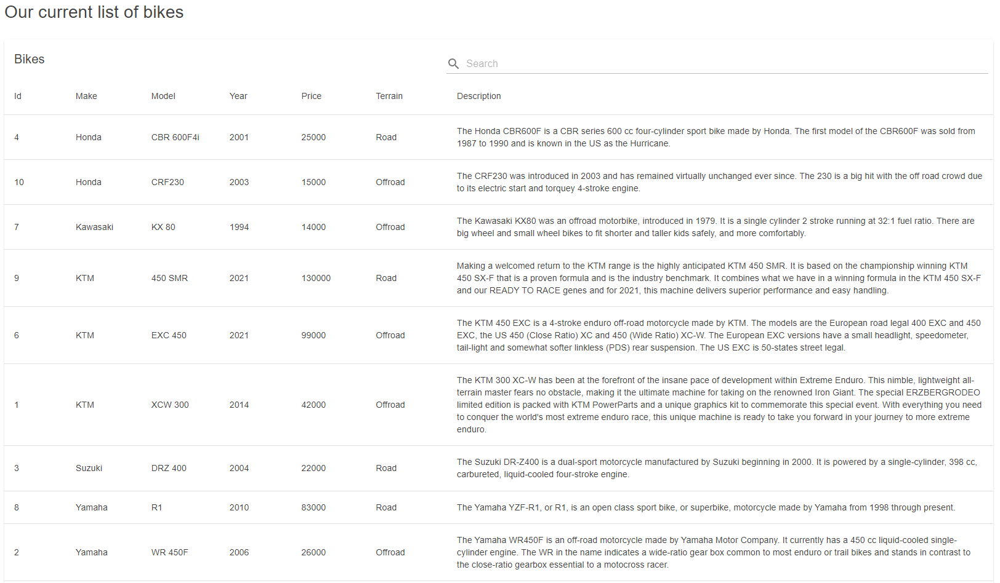 Our current list of bikes
Bikes
Search
Id Make Model Year Price Terrain Description
4 Honda CBR 600F4i 2001 25000 Road The Honda CBR600F is a CBR series 600 cc four-cylinder sport bike made by Honda. The first model of the CBR600F was sold from
1987 to 1990 and is known in the US as the Hurricane.
10 Honda CRF230 2003 15000 Offroad The CRF230 was introduced in 2003 and has remained virtually unchanged ever since. The 230 is a big hit with the off road crowd due
to its electric start and torquey 4-stroke engine.
7 Kawasaki KX 80 1994 14000 Offroad The Kawasaki KX80 was an offroad motorbike, introduced in 1979. It is a single cylinder 2 stroke running at 32:1 fuel ratio. There are
big wheel and small wheel bikes to fit shorter and taller kids safely, and more comfortably.
9 KTM 450 SMR 2021 130000 Road Making a welcomed return to the KTM range is the highly anticipated KTM 450 SMR. It is based on the championship winning KTM
450 SX-F that is a proven formula and is the industry benchmark. It combines what we have in a winning formula in the KTM 450 SX-F
and our READY TO RACE genes and for 2021, this machine delivers superior performance and easy handling.
6 KTM EXC 450 2021 99000 Offroad The KTM 450 EXC is a 4-stroke enduro off-road motorcycle made by KTM. The models are the European road legal 400 EXC and 450
EXC, the US 450 (Close Ratio) XC and 450 (Wide Ratio) XC-W. The European EXC versions have a small headlight, speedometer,
tail-light and somewhat softer linkless (PDS) rear suspension. The US EXC is 50-states street legal.
1 KTM XCW 300 2014 42000 Offroad The KTM 300 XC-W has been at the forefront of the insane pace of development within Extreme Enduro. This nimble, lightweight all-
terrain master fears no obstacle, making it the ultimate machine for taking on the renowned Iron Giant. The special ERZBERGRODEO
limited edition is packed with KTM PowerParts and a unique graphics kit to commemorate this special event. With everything you need
to conquer the world's most extreme enduro race, this unique machine is ready to take you forward in your journey to more extreme
enduro.
3 Suzuki DRZ 400 2004 22000 Road The Suzuki DR-Z400 is a dual-sport motorcycle manufactured by Suzuki beginning in 2000. It is powered by a single-cylinder, 398 cc,
carbureted, liquid-cooled four-stroke engine.
8 Yamaha R1 2010 83000 Road The Yamaha YZF-R1, or R1, is an open class sport bike, or superbike, motorcycle made by Yamaha from 1998 through present.
2 Yamaha WR 450F 2006 26000 Offroad The Yamaha WR450F is an off-road motorcycle made by Yamaha Motor Company. It currently has a 450 cc liquid-cooled single-
cylinder engine. The WR in the name indicates a wide-ratio gear box common to most enduro or trail bikes and stands in contrast to
the close-ratio gearbox essential to a motocross racer.